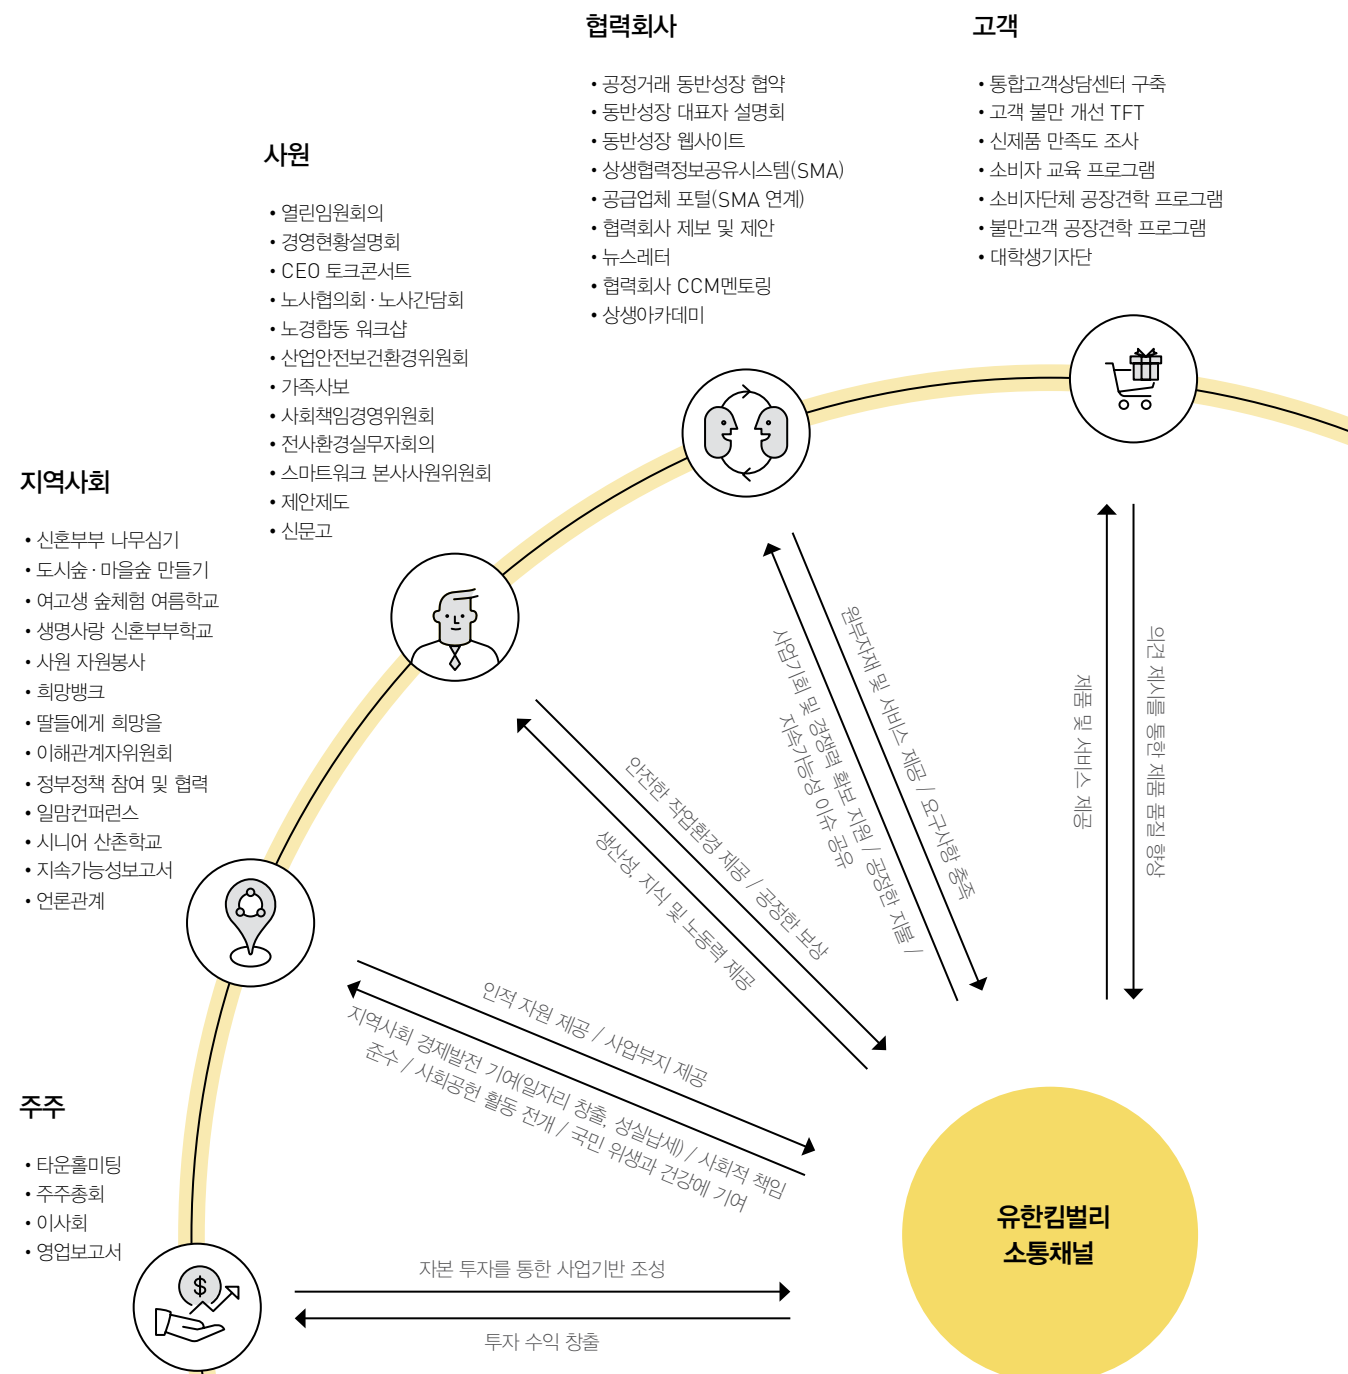 협력회사
• 공정거래 동반성장 협약
• 동반성장 대표자 설명회
• 동반성장 웹사이트
• 상생협력정보공유시스템(SMA)
• 공급업체 포털(SMA 연계)
• 협력회사 제보 및 제안
• 뉴스레터
• 협력회사 CCM멘토링
• 상생아카데미
고객
• 통합고객상담센터 구축
• 고객 불만 개선 TFT
• 신제품 만족도 조사
• 소비자 교육 프로그램
• 소비자단체 공장견학 프로그램
• 불만고객 공장견학 프로그램
• 대학생기자단
사원
• 열린임원회의
• 경영현황설명회
• CEO 토크콘서트
• 노사협의회 · 노사간담회
• 노경합동 워크샵
• 산업안전보건환경위원회
• 가족사보
• 사회책임경영위원회
• 전사환경실무자회의
• 스마트워크 본사사원위원회
• 제안제도
• 신문고
지역사회
• 신혼부부 나무심기
• 도시숲 · 마을숲 만들기
• 여고생 숲체험 여름학교
• 생명사랑 신혼부부학교
• 사원 자원봉사
• 희망뱅크
• 딸들에게 희망을
• 이해관계자위원회
• 정부정책 참여 및 협력
• 일맘컨퍼런스
• 시니어 산촌학교
• 지속가능성보고서
• 언론관계
주주
• 타운홀미팅
• 주주총회
• 이사회
• 영업보고서
$
제품 및 서비스 제공
의견 제시를 통한 제품 품질 향상
원부자재 및 서비스 제공 / 요구사항 충족
사업기회 및 경쟁력 확보 지원 / 공정한 지불 /
지속가능성 이슈 공유
안전한 작업환경 제공 / 공정한 보상
생산성, 지식 및 노동력 제공
인적 자원 제공 / 사업부지 제공
지역사회 경제발전 기여(일자리 창출, 성실납세) / 사회적 책임
준수 / 사회공헌 활동 전개 / 국민 위생과 건강에 기여
자본 투자를 통한 사업기반 조성
투자 수익 창출
유한킴벌리
소통채널